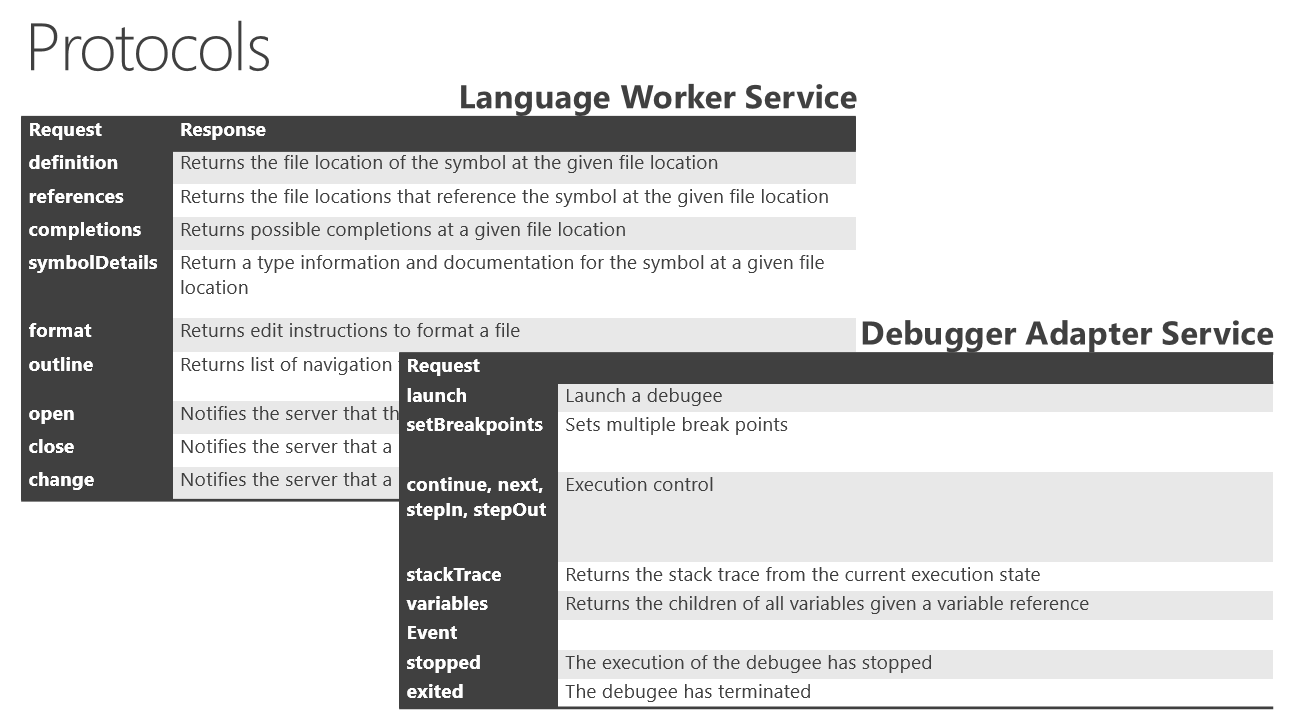 Protocols
Language Worker Service
Request Response
definition Returns the file location of the symbol at the given file location
references Returns the file locations that reference the symbol at the given file location
completions Returns possible completions at a given file location
symbolDetails Return a type information and documentation for the symbol at a given file
location
format Returns edit instructions to format a file
outline Returns list of navigation
open Notifies the server that th
close Notifies the server that a
change Notifies the server that a
Debugger Adapter Service
Request
launch Launch a debugee
setBreakpoints Sets multiple break points
continue, next, Execution control
stepIn, stepOut
stackTrace Returns the stack trace from the current execution state
variables Returns the children of all variables given a variable reference
Event
stopped The execution of the debugee has stopped
exited The debugee has terminated